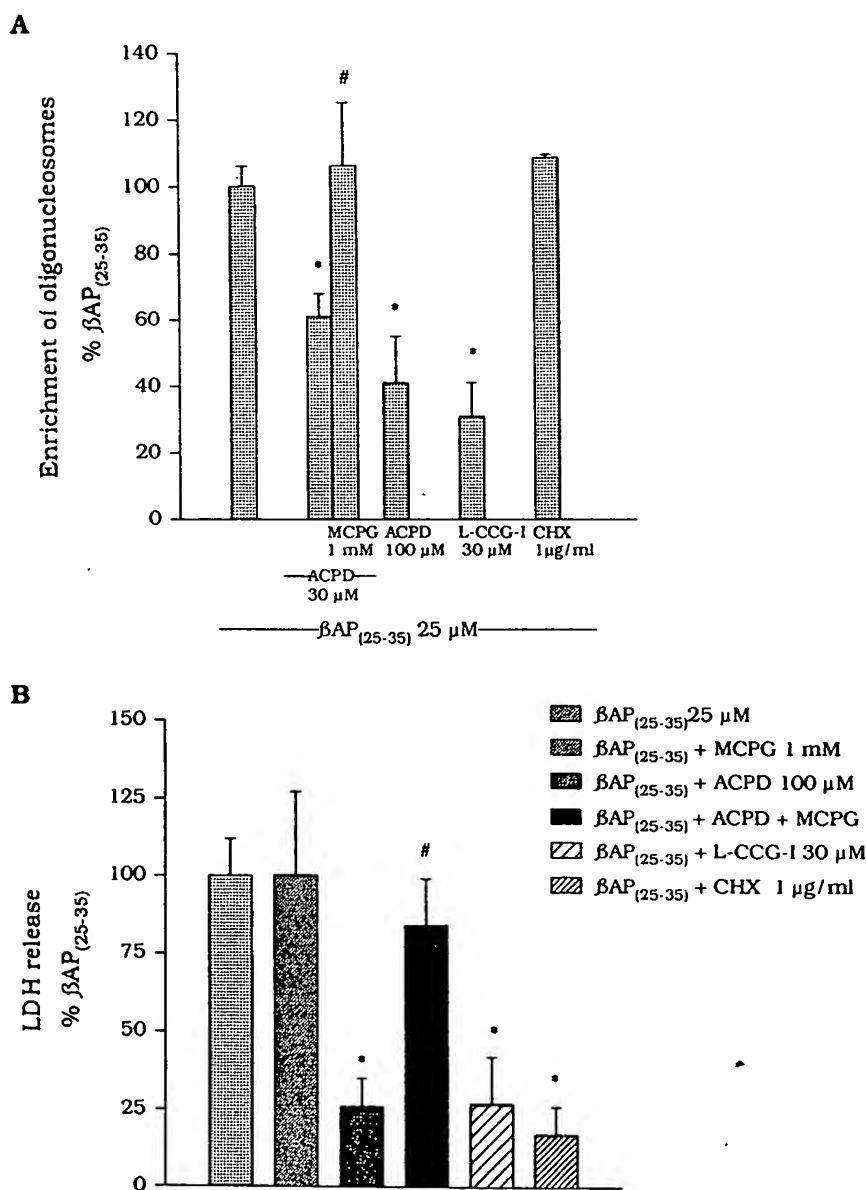 A
Enrichment of oligonucleosomes
% βAP(25-35)
140
120
100
80
60
40
20
0
#
*
*
*
MCPG ACPD L-CCG-I CHX
1 mM 100 µM 30 µM 1µg/ml
ACPD
30 µM
βAP(25-35) 25 µM
B
LDH release
% βAP(25-35)
150
125
100
75
50
25
0
*
#
*
*
βAP(25-35) 25 µM
βAP(25-35) + MCPG 1 mM
βAP(25-35) + ACPD 100 µM
βAP(25-35) + ACPD + MCPG
βAP(25-35) + L-CCG-I 30 µM
βAP(25-35) + CHX 1 µg/ml